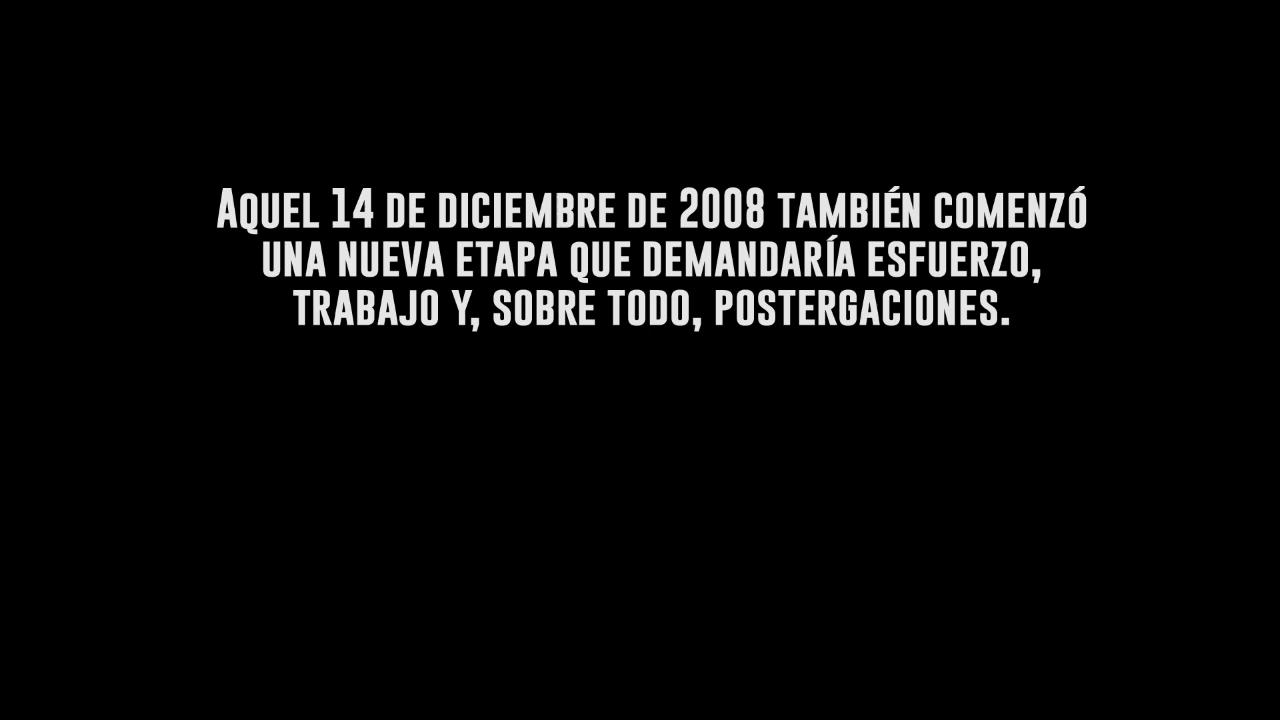 Aquel 14 de diciembre de 2008 también comenzó
una nueva etapa que demandaría esfuerzo,
trabajo y, sobre todo, postergaciones.